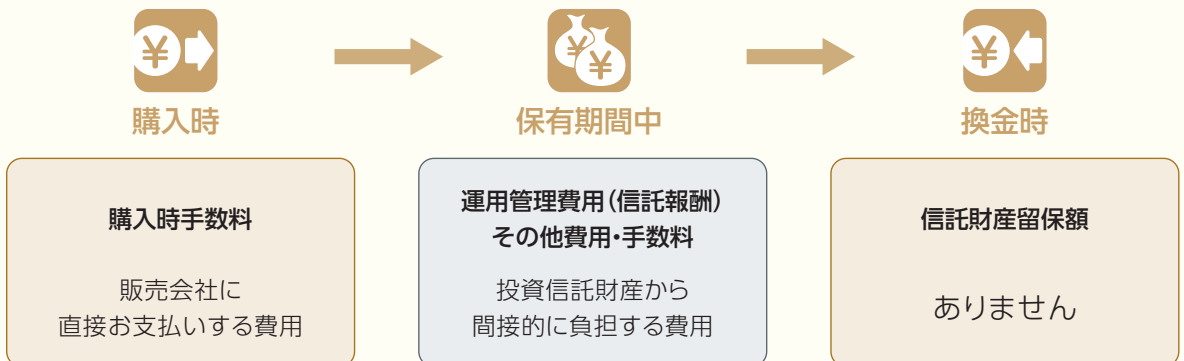 ¥
¥
¥
¥
購入時
保有期間中
換金時
購入時手数料
販売会社に
直接お支払いする費用
運用管理費用(信託報酬)
その他費用・手数料
投資信託財産から
間接的に負担する費用
信託財産留保額
ありません